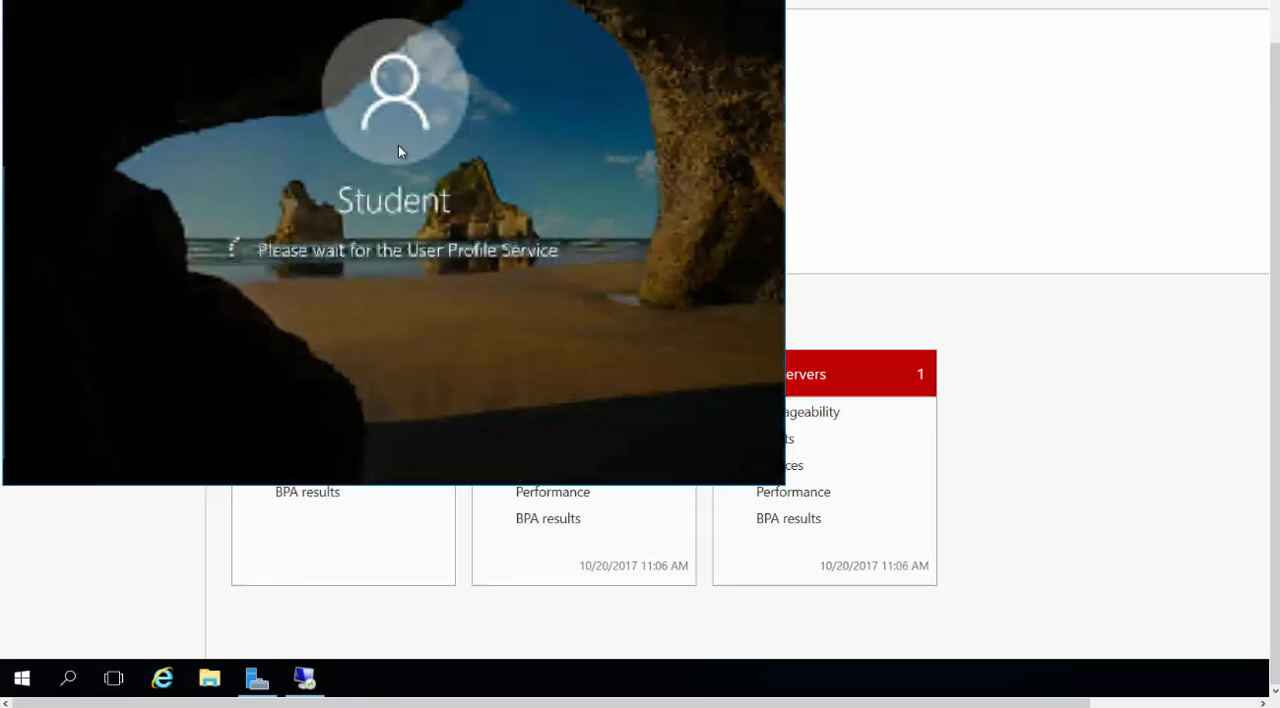 Student
Please wait for the User Profile Service
ervers 1
ageability
ts
ces
BPA results
Performance
Performance
BPA results
BPA results
10/20/2017 11:06 AM
10/20/2017 11:06 AM